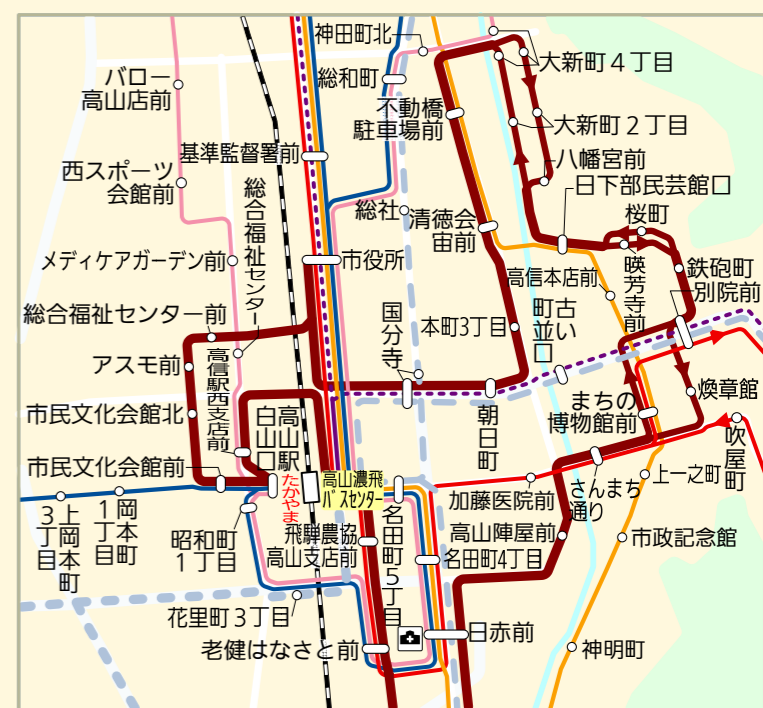 神田町北
大新町４丁目
バロー
高山店前
総和町
不動橋
駐車場前
大新町２丁目
基準監督署前
八幡宮前
西スポーツ
会館前
総合福祉センター
総社
清徳会
宙前
日下部民芸館口
桜町
メディケアガーデン前
市役所
高信本店前
暎芳寺前
鉄砲町
別院前
総合福祉センター前
国分寺
本町3丁目
古い
町並口
アスモ前
高信駅西支店前
煥章館
市民文化会館北
高山駅
白山口
朝日町
まちの
博物館前
吹屋町
市民文化会館前
たかやま
高山濃飛
バスセンター
加藤医院前
さんまち
通り
上一之町
上岡本町
３丁目
岡本町
１丁目
昭和町
１丁目
飛騨農協
高山支店前
名田町５丁目
名田町4丁目
高山陣屋前
市政記念館
花里町３丁目
老健はなさと前
日赤前
神明町